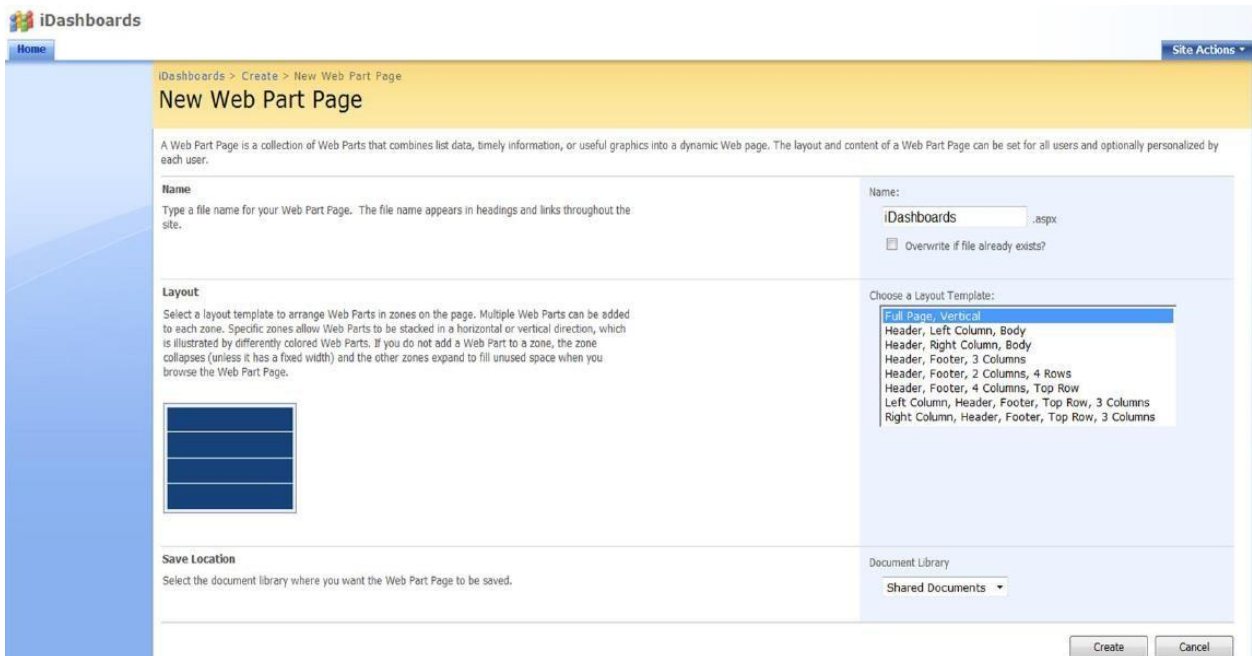 iDashboards
Home
Site Actions
iDashboards > Create > New Web Part Page
New Web Part Page
A Web Part Page is a collection of Web Parts that combines list data, timely information, or useful graphics into a dynamic Web page. The layout and content of a Web Part Page can be set for all users and optionally personalized by
each user.
Name
Type a file name for your Web Part Page. The file name appears in headings and links throughout the
site.
Name:
iDashboards .aspx
Overwrite if file already exists?
Layout
Select a layout template to arrange Web Parts in zones on the page. Multiple Web Parts can be added
to each zone. Specific zones allow Web Parts to be stacked in a horizontal or vertical direction, which
is illustrated by differently colored Web Parts. If you do not add a Web Part to a zone, the zone
collapses (unless it has a fixed width) and the other zones expand to fill unused space when you
browse the Web Part Page.
Choose a Layout Template:
Full Page, Vertical
Header, Left Column, Body
Header, Right Column, Body
Header, Footer, 3 Columns
Header, Footer, 2 Columns, 4 Rows
Header, Footer, 4 Columns, Top Row
Left Column, Header, Footer, Top Row, 3 Columns
Right Column, Header, Footer, Top Row, 3 Columns
Save Location
Select the document library where you want the Web Part Page to be saved.
Document Library
Shared Documents
Create
Cancel